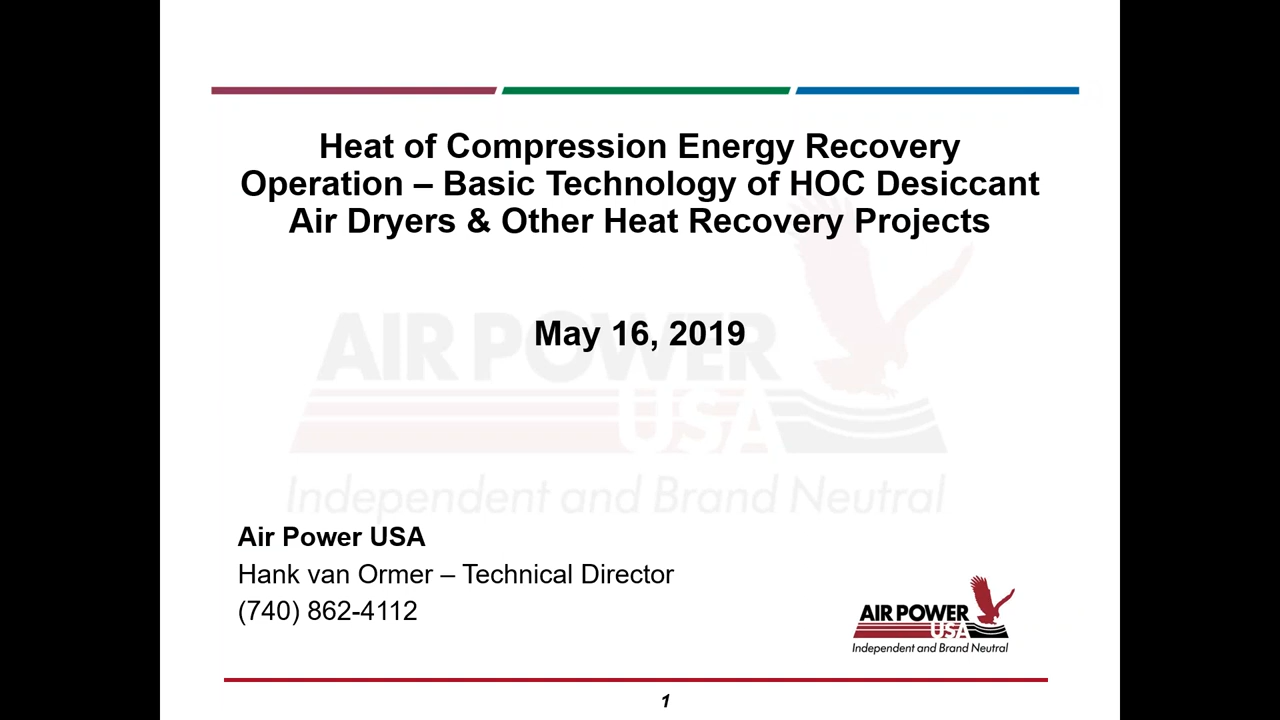 Heat of Compression Energy Recovery
Operation – Basic Technology of HOC Desiccant
Air Dryers & Other Heat Recovery Projects
May 16, 2019
AIR POWER
USA
Independent and Brand Neutral
Air Power USA
Hank van Ormer – Technical Director
(740) 862-4112
AIR POWER
USA
Independent and Brand Neutral
1